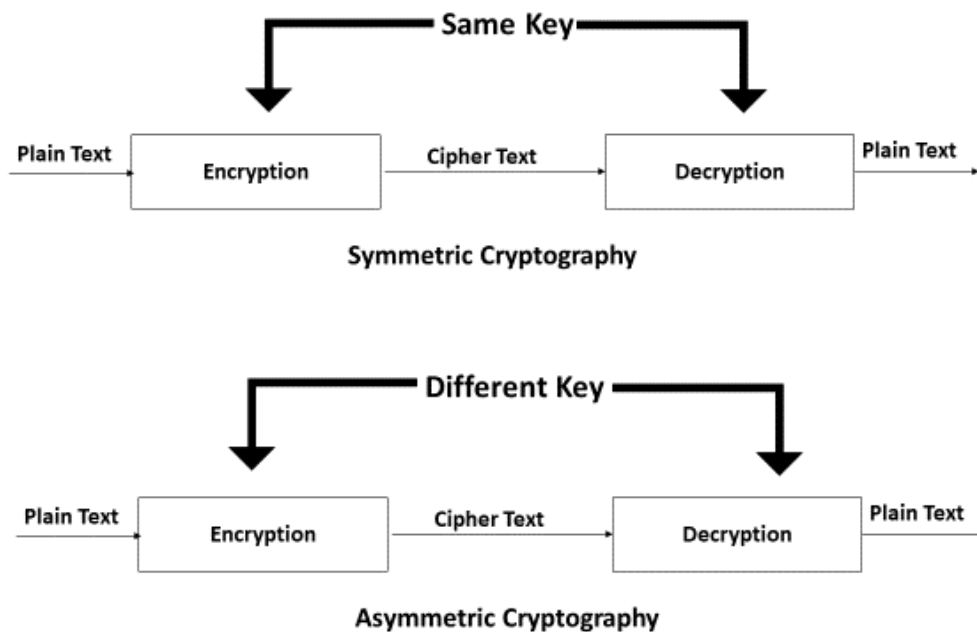 Same Key
Plain Text
Encryption
Cipher Text
Decryption
Plain Text
Symmetric Cryptography
Different Key
Plain Text
Encryption
Cipher Text
Decryption
Plain Text
Asymmetric Cryptography